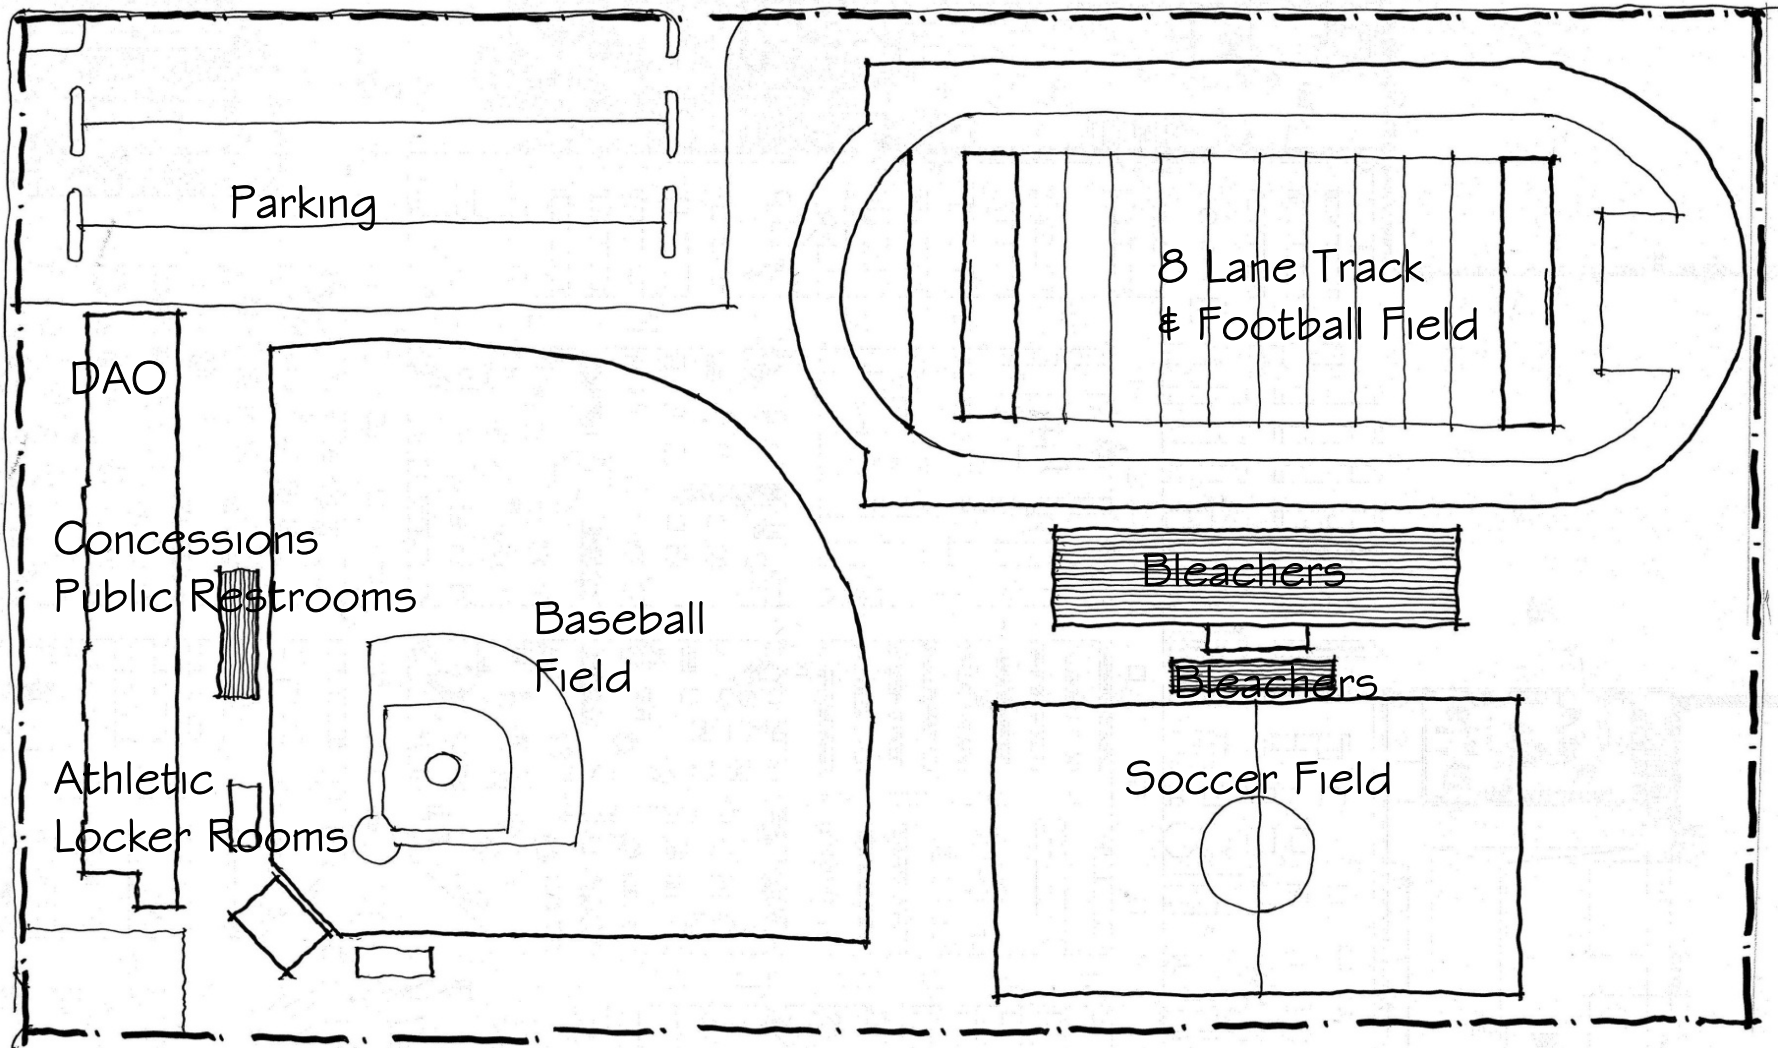 Parking
8 Lane Track
& Football Field
DAO
Concessions
Public Restrooms
Baseball
Field
Bleachers
Bleachers
Soccer Field
Athletic
Locker Rooms